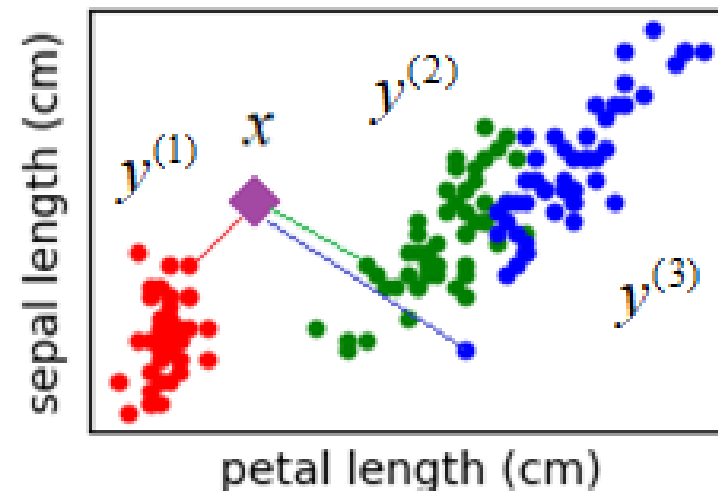 y(2)
x
y(1)
y(3)
sepal length (cm)
petal length (cm)